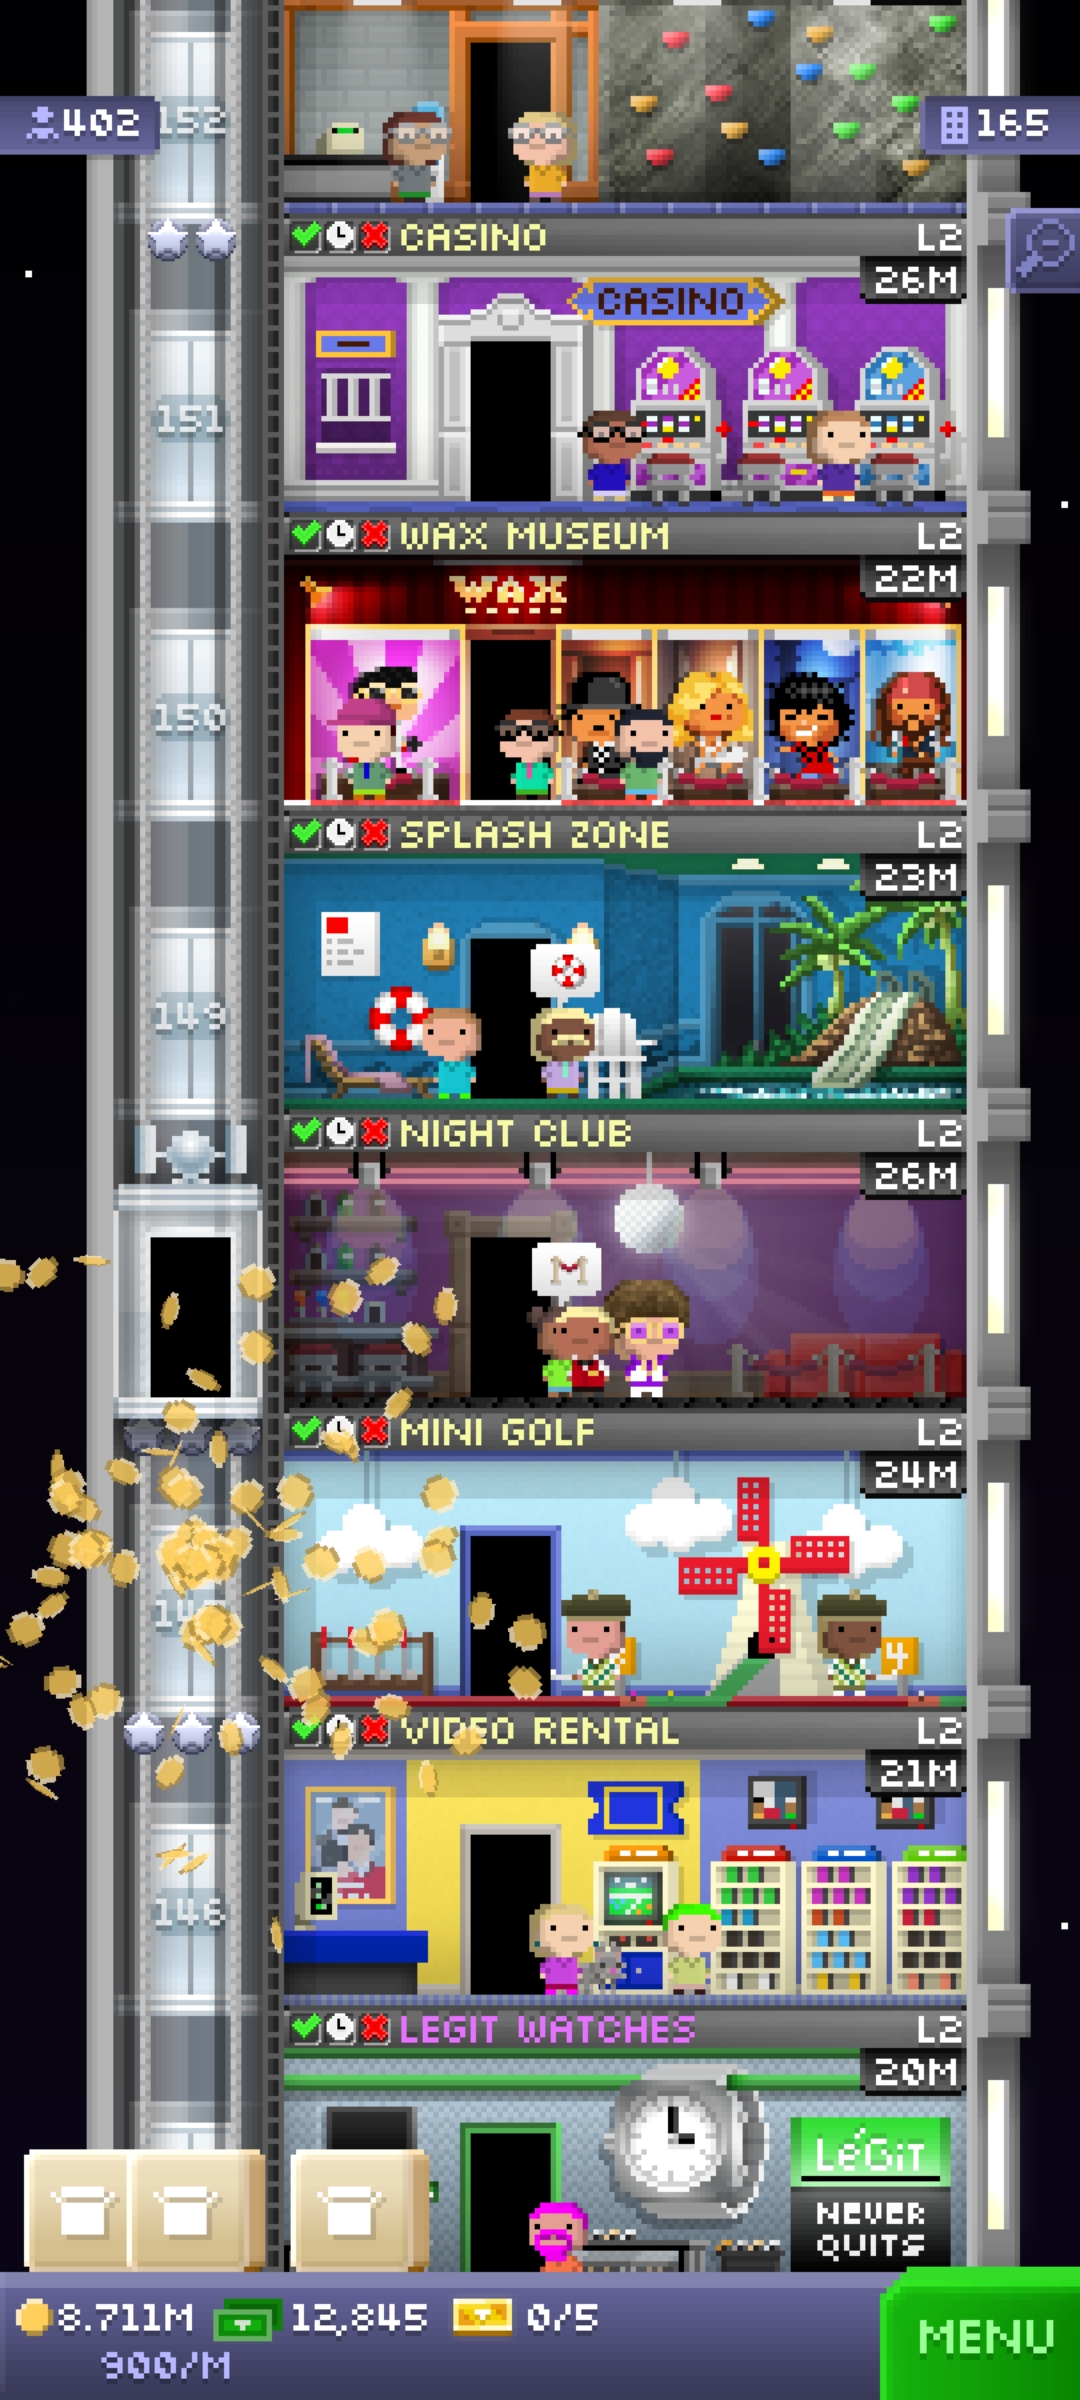 402
152
165
CASINO L2
26M
CASINO
151
WAX MUSEUM L2
22M
WAX
150
SPLASH ZONE L2
23M
149
NIGHT CLUB L2
26M
MINI GOLF L2
24M
4
VIDEO RENTAL L2
21M
146
LEGIT WATCHES L2
20M
LéGiT
NEVER
QUITS
8.711M 12,845 0/5
900/M
MENU